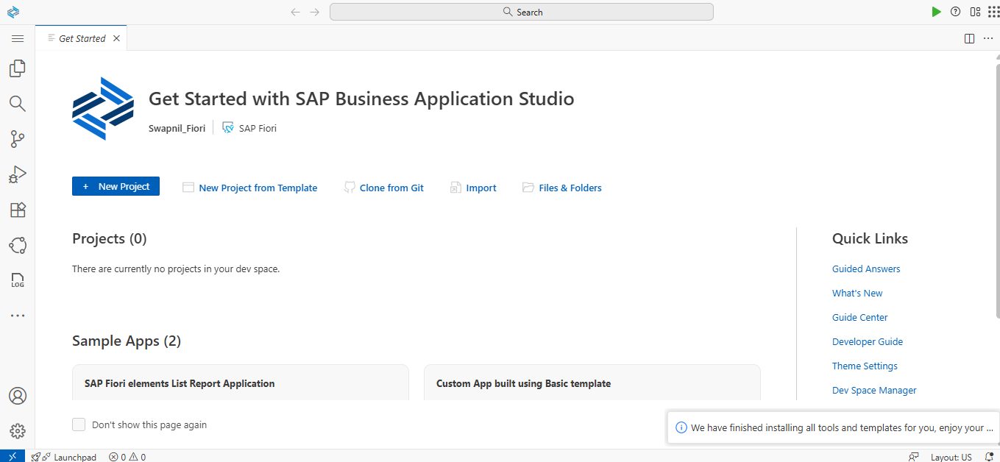 Search
Get Started
Get Started with SAP Business Application Studio
Swapnil_Fiori
SAP Fiori
+ New Project
New Project from Template
Clone from Git
Import
Files & Folders
Projects (0)
There are currently no projects in your dev space.
Sample Apps (2)
SAP Fiori elements List Report Application
Custom App built using Basic template
Don't show this page again
Quick Links
Guided Answers
What's New
Guide Center
Developer Guide
Theme Settings
Dev Space Manager
We have finished installing all tools and templates for you, enjoy your ...
LOG
Launchpad
0
0
Layout: US